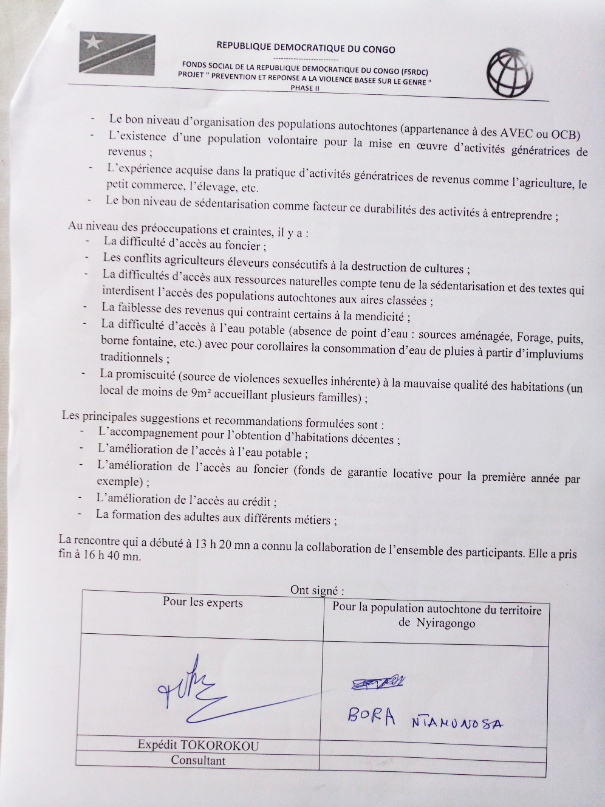 REPUBLIQUE DEMOCRATIQUE DU CONGO
------------------------
FONDS SOCIAL DE LA REPUBLIQUE DEMOCRATIQUE DU CONGO (FSRDC)
PROJET " PREVENTION ET REPONSE A LA VIOLENCE BASEE SUR LE GENRE "
PHASE II
- Le bon niveau d'organisation des populations autochtones (appartenance à des AVEC ou OCB)
- L'existence d'une population volontaire pour la mise en œuvre d'activités génératrices de
revenus ;
- L'expérience acquise dans la pratique d'activités génératrices de revenus comme l'agriculture, le
petit commerce, l'élevage, etc.
- Le bon niveau de sédentarisation comme facteur ce durabilités des activités à entreprendre ;
Au niveau des préoccupations et craintes, il y a :
- La difficulté d'accès au foncier ;
- Les conflits agriculteurs éleveurs consécutifs à la destruction de cultures ;
- La difficultés d'accès aux ressources naturelles compte tenu de la sédentarisation et des textes qui
interdisent l'accès des populations autochtones aux aires classées ;
- La faiblesse des revenus qui contraint certains à la mendicité ;
- La difficulté d'accès à l'eau potable (absence de point d'eau : sources aménagée, Forage, puits,
borne fontaine, etc.) avec pour corollaires la consommation d'eau de pluies à partir d'impluviums
traditionnels ;
- La promiscuité (source de violences sexuelles inhérente) à la mauvaise qualité des habitations (un
local de moins de 9m² accueillant plusieurs familles) ;
Les principales suggestions et recommandations formulées sont :
- L'accompagnement pour l'obtention d'habitations décentes ;
- L'amélioration de l'accès à l'eau potable ;
- L'amélioration de l'accès au foncier (fonds de garantie locative pour la première année par
exemple) ;
- L'amélioration de l'accès au crédit ;
- La formation des adultes aux différents métiers ;
La rencontre qui a débuté à 13 h 20 mn a connu la collaboration de l'ensemble des participants. Elle a pris
fin à 16 h 40 mn.
Ont signé :
Pour les experts
Pour la population autochtone du territoire
de Nyiragongo
BORA NTAMUNOSA
Expédit TOKOROKOU
Consultant